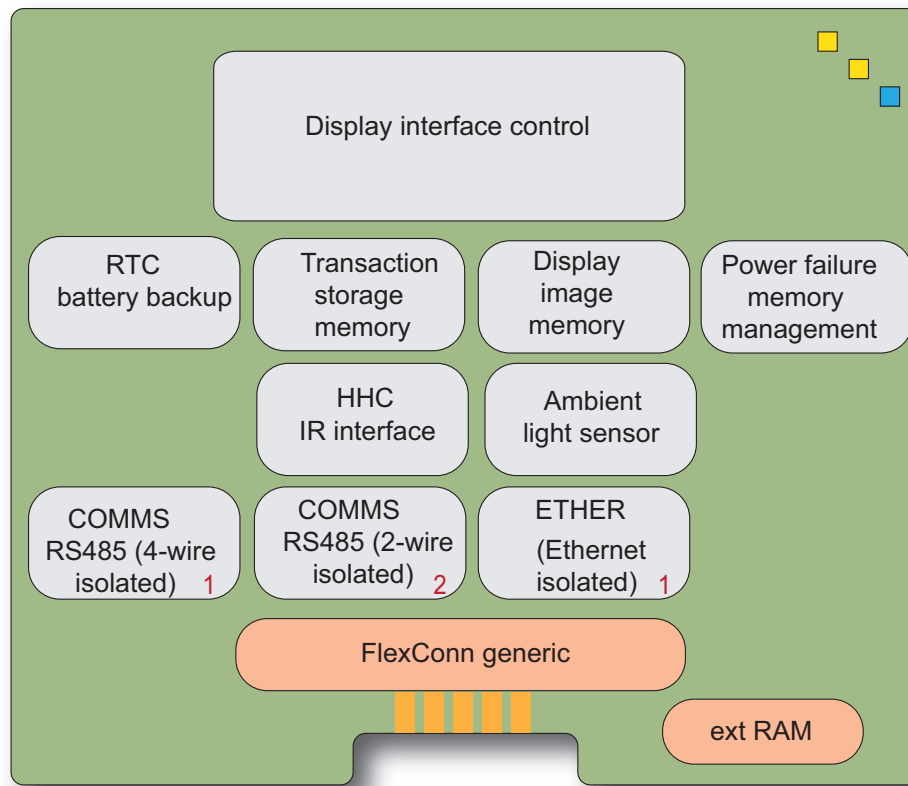 Display interface control
RTC
battery backup
Transaction
storage
memory
Display
image
memory
Power failure
memory
management
HHC
IR interface
Ambient
light sensor
COMMS
RS485 (4-wire
isolated) 1
COMMS
RS485 (2-wire
isolated) 2
ETHER
(Ethernet
isolated) 1
FlexConn generic
ext RAM